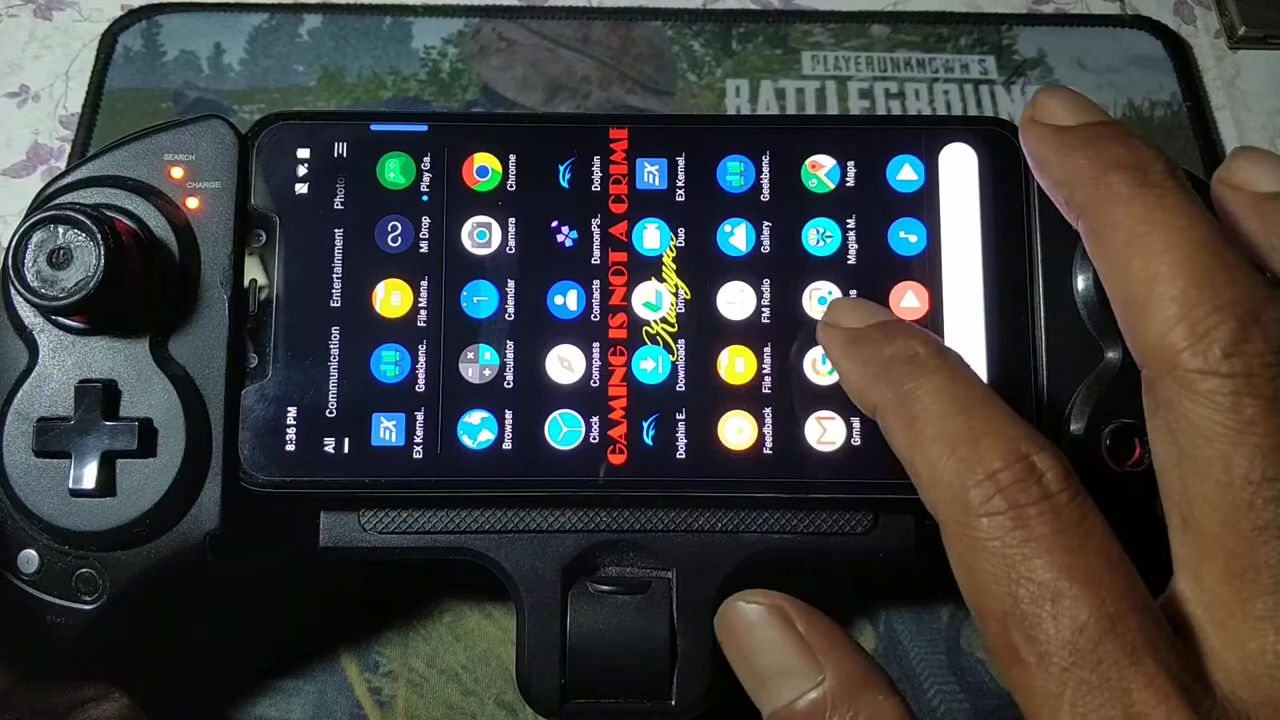 PLAYERUNKNOWN'S
SEARCH
CHARGE
8:36 PM
All Communication Entertainment
EX Kernel.. Geekbenc.. File Mana.. Mi Drop Play Ga..
Browser Calculator Calendar Camera Chrome
Clock Compass Contacts DamonPS.. Dolphin
GAMING IS NOT A CRIME
Dolphin E.. Downloads Drive Duo EX Kernel..
Feedback File Mana.. FM Radio Gallery Geekbenc..
Gmail Magisk M.. Maps